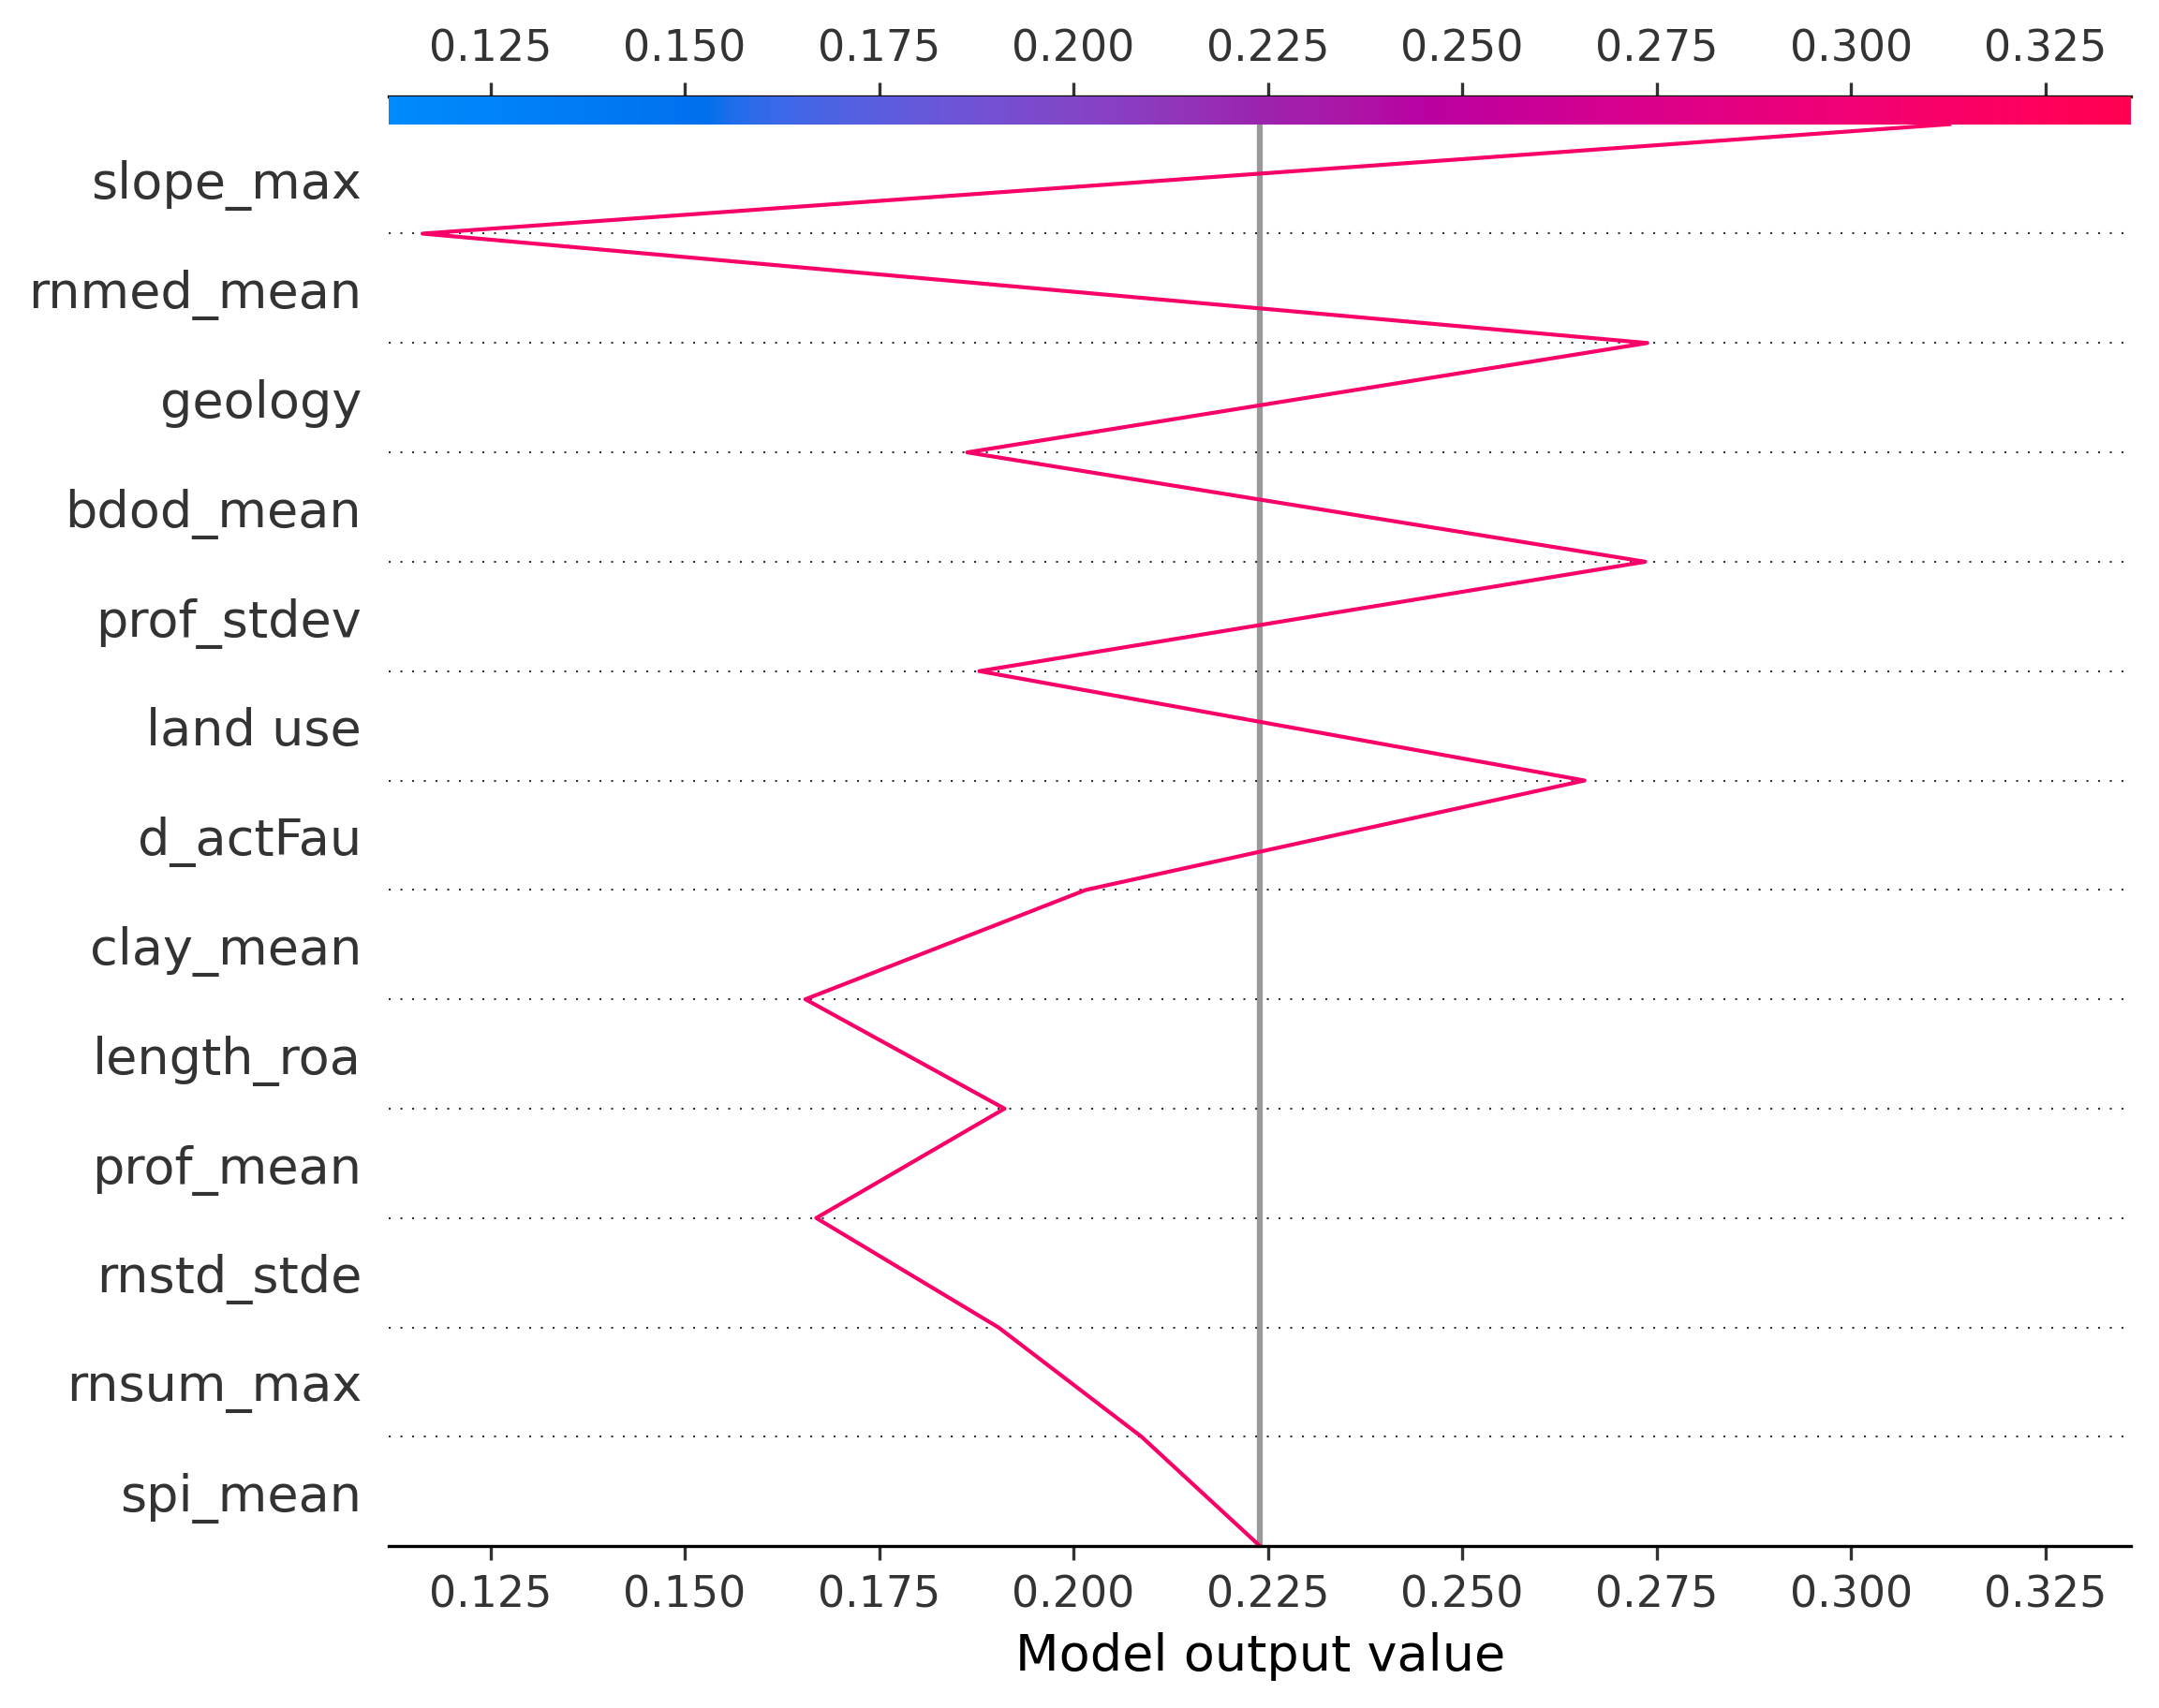 0.125 0.150 0.175 0.200 0.225 0.250 0.275 0.300 0.325
slope_max
rnmed_mean
geology
bdod_mean
prof_stdev
land use
d_actFau
clay_mean
length_roa
prof_mean
rnstd_stde
rnsum_max
spi_mean
0.125 0.150 0.175 0.200 0.225 0.250 0.275 0.300 0.325
Model output value